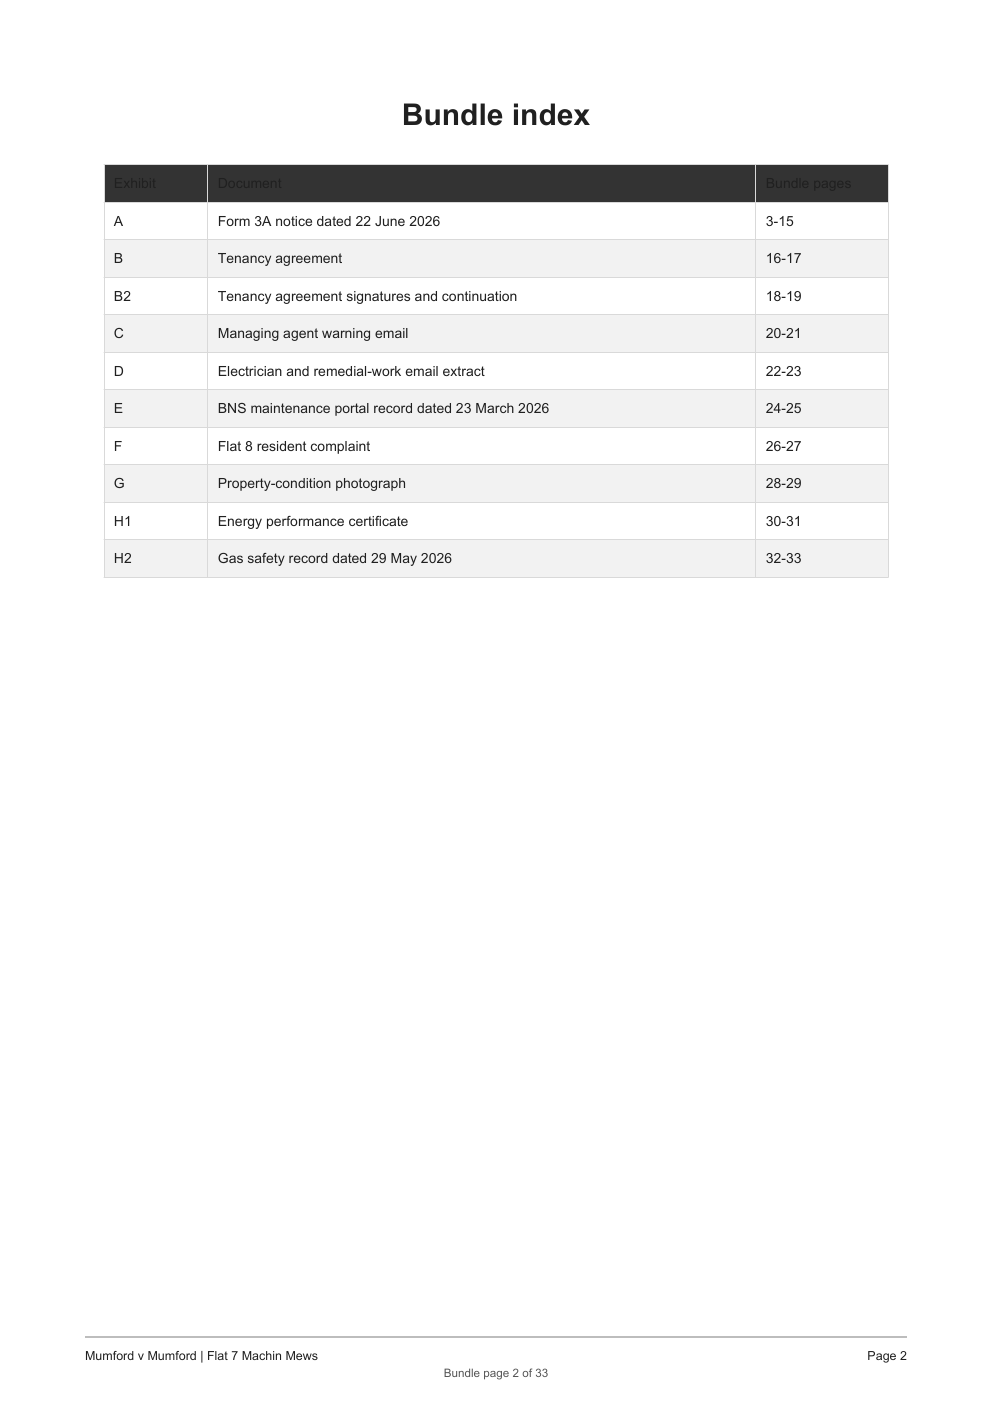 Bundle index
Exhibit Document Bundle pages
A Form 3A notice dated 22 June 2026 3-15
B Tenancy agreement 16-17
B2 Tenancy agreement signatures and continuation 18-19
C Managing agent warning email 20-21
D Electrician and remedial-work email extract 22-23
E BNS maintenance portal record dated 23 March 2026 24-25
F Flat 8 resident complaint 26-27
G Property-condition photograph 28-29
H1 Energy performance certificate 30-31
H2 Gas safety record dated 29 May 2026 32-33
Mumford v Mumford | Flat 7 Machin Mews Page 2
Bundle page 2 of 33